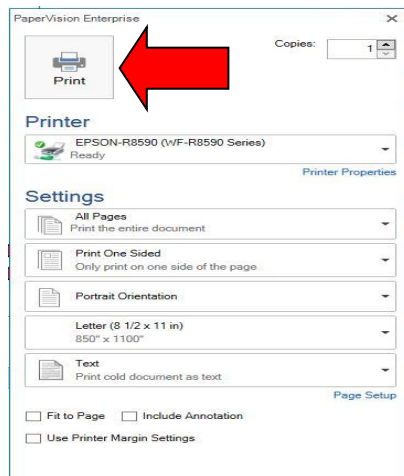 PaperVision Enterprise
Copies: 1
Print
Printer
EPSON-R8590 (WF-R8590 Series)
Ready
Printer Properties
Settings
All Pages
Print the entire document
Print One Sided
Only print on one side of the page
Portrait Orientation
Letter (8 1/2 x 11 in)
850" x 1100"
Text
Print cold document as text
Page Setup
Fit to Page Include Annotation
Use Printer Margin Settings